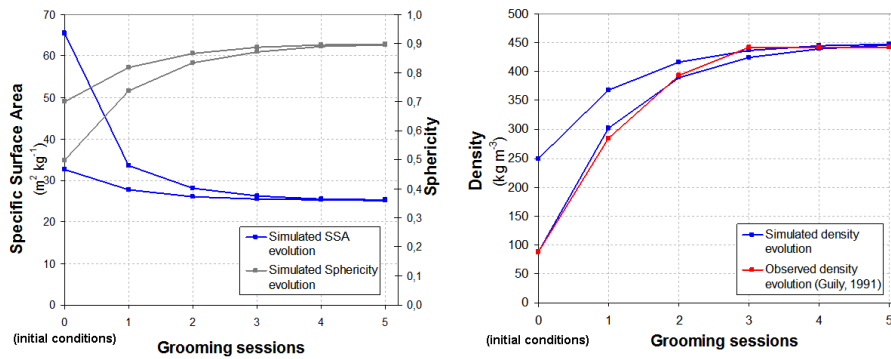 70
60
50
40
30
20
10
0
Specific Surface Area
(m² kg⁻¹)
1,0
0,9
0,8
0,7
0,6
0,5
0,4
0,3
0,2
0,1
0,0
Sphericity
Simulated SSA
evolution
Simulated Sphericity
evolution
0 1 2 3 4 5
(initial conditions)
Grooming sessions
500
450
400
350
300
250
200
150
100
50
0
Density
(kg m-³)
Simulated density
evolution
Observed density
evolution (Guily, 1991)
0 1 2 3 4 5
(initial conditions)
Grooming sessions